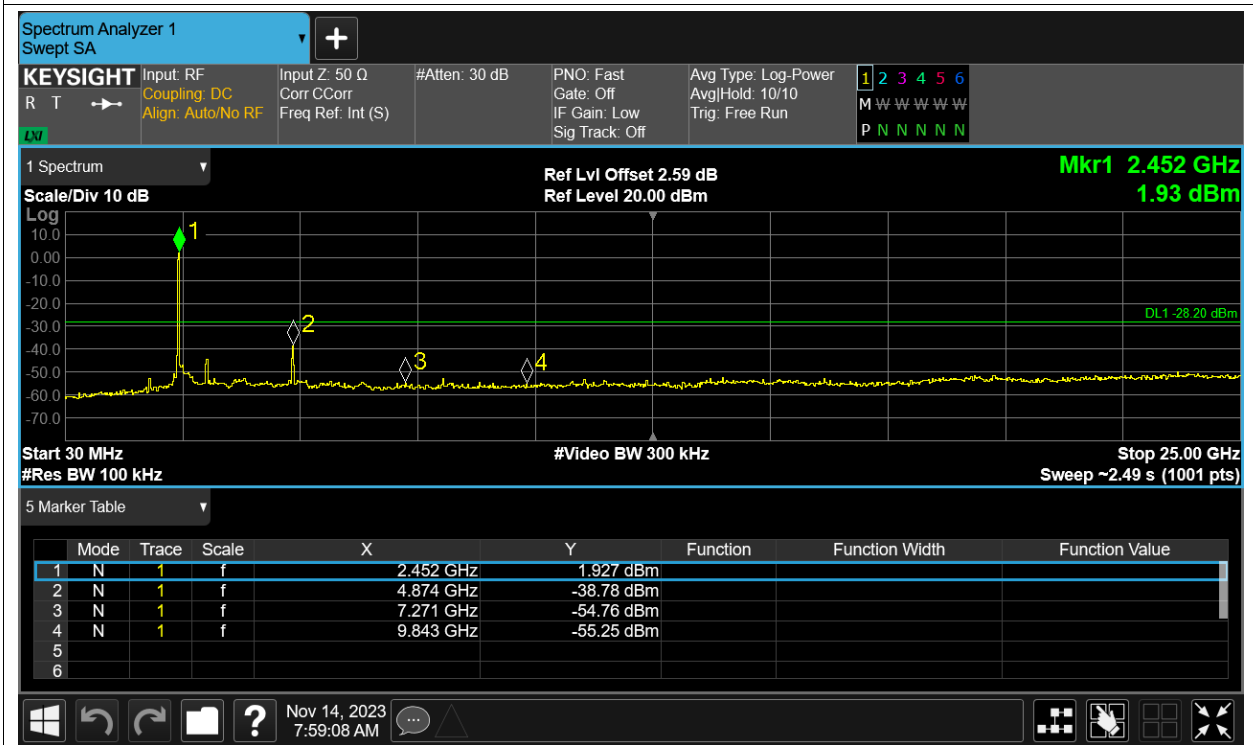 Spectrum Analyzer 1
Swept SA
+
KEYSIGHT
R T
LXI
Input: RF
Coupling: DC
Align: Auto/No RF
Input Z: 50 Ω
Corr CCorr
Freq Ref: Int (S)
#Atten: 30 dB
PNO: Fast
Gate: Off
IF Gain: Low
Sig Track: Off
Avg Type: Log-Power
Avg|Hold: 10/10
Trig: Free Run
1 2 3 4 5 6
M W W W W W
P N N N N N
1 Spectrum
Scale/Div 10 dB
Ref Lvl Offset 2.59 dB
Ref Level 20.00 dBm
Mkr1 2.452 GHz
1.93 dBm
Log
10.0
0.00
-10.0
-20.0
-30.0
-40.0
-50.0
-60.0
-70.0
1
2
3
4
DL1 -28.20 dBm
Start 30 MHz
#Video BW 300 kHz
Stop 25.00 GHz
#Res BW 100 kHz
Sweep ~2.49 s (1001 pts)
5 Marker Table
Mode Trace Scale X Y Function Function Width Function Value
1 N 1 f 2.452 GHz 1.927 dBm
2 N 1 f 4.874 GHz -38.78 dBm
3 N 1 f 7.271 GHz -54.76 dBm
4 N 1 f 9.843 GHz -55.25 dBm
5
6
?
Nov 14, 2023
7:59:08 AM